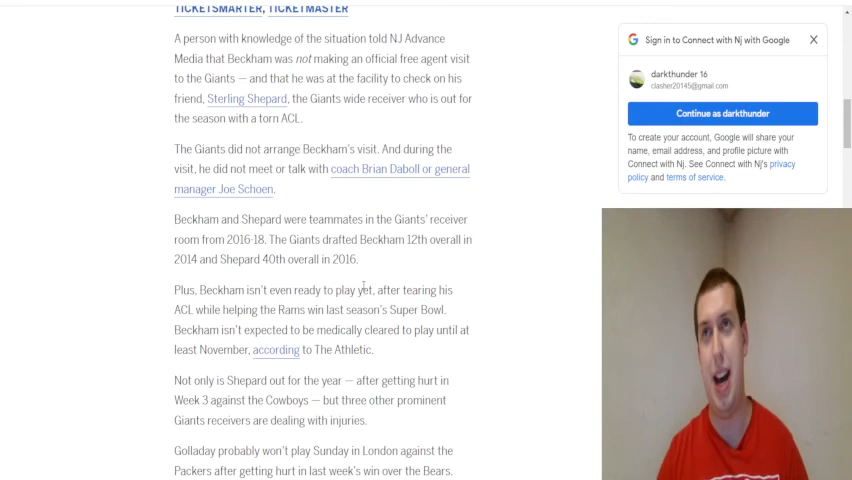 TICKETSMARTER, TICKETMASTER
A person with knowledge of the situation told NJ Advance
Media that Beckham was not making an official free agent visit
to the Giants — and that he was at the facility to check on his
friend, Sterling Shepard, the Giants wide receiver who is out for
the season with a torn ACL.
The Giants did not arrange Beckham's visit. And during the
visit, he did not meet or talk with coach Brian Daboll or general
manager Joe Schoen.
Beckham and Shepard were teammates in the Giants' receiver
room from 2016-18. The Giants drafted Beckham 12th overall in
2014 and Shepard 40th overall in 2016.
Plus, Beckham isn't even ready to play yet, after tearing his
ACL while helping the Rams win last season's Super Bowl.
Beckham isn't expected to be medically cleared to play until at
least November, according to The Athletic.
Not only is Shepard out for the year — after getting hurt in
Week 3 against the Cowboys — but three other prominent
Giants receivers are dealing with injuries.
Golladay probably won't play Sunday in London against the
Packers after getting hurt in last week's win over the Bears.
Sign in to Connect with Nj with Google
darkthunder 16
clasher20145@gmail.com
Continue as darkthunder
To create your account, Google will share your
name, email address, and profile picture with
Connect with Nj. See Connect with Nj's privacy
policy and terms of service.